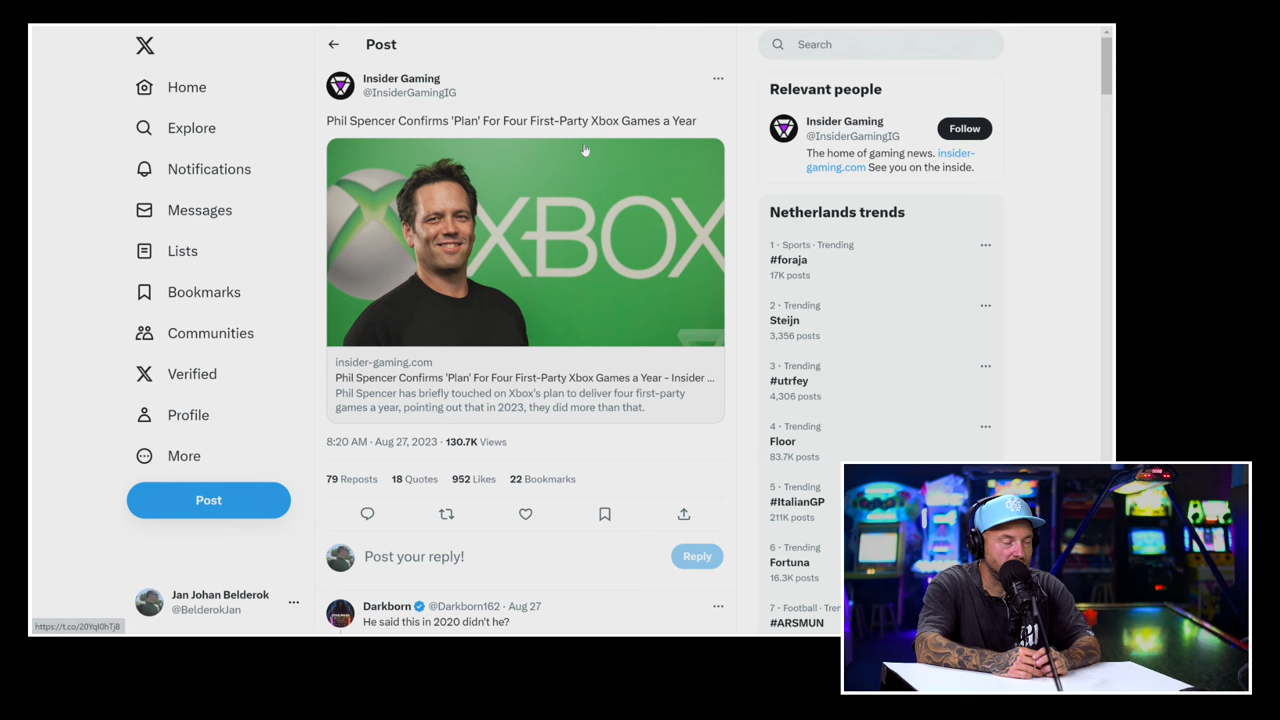 Home
Explore
Notifications
Messages
Lists
Bookmarks
Communities
Verified
Profile
More
Post
Jan Johan Belderok
@BelderokJan
https://t.co/20YqI0hTj8
Post
Insider Gaming
@InsiderGamingIG
Phil Spencer Confirms 'Plan' For Four First-Party Xbox Games a Year
XBOX
insider-gaming.com
Phil Spencer Confirms 'Plan' For Four First-Party Xbox Games a Year - Insider ...
Phil Spencer has briefly touched on Xbox's plan to deliver four first-party
games a year, pointing out that in 2023, they did more than that.
8:20 AM · Aug 27, 2023 · 130.7K Views
79 Reposts 18 Quotes 952 Likes 22 Bookmarks
Post your reply!
Reply
Darkborn @Darkborn162 · Aug 27
He said this in 2020 didn't he?
Search
Relevant people
Insider Gaming
@InsiderGamingIG
Follow
The home of gaming news. insider-
gaming.com See you on the inside.
Netherlands trends
1 · Sports · Trending
#foraja
17K posts
2 · Trending
Steijn
3,356 posts
3 · Trending
#utrfey
4,306 posts
4 · Trending
Floor
83.7K posts
5 · Trending
#ItalianGP
211K posts
6 · Trending
Fortuna
16.3K posts
7 · Football · Tren
#ARSMUN